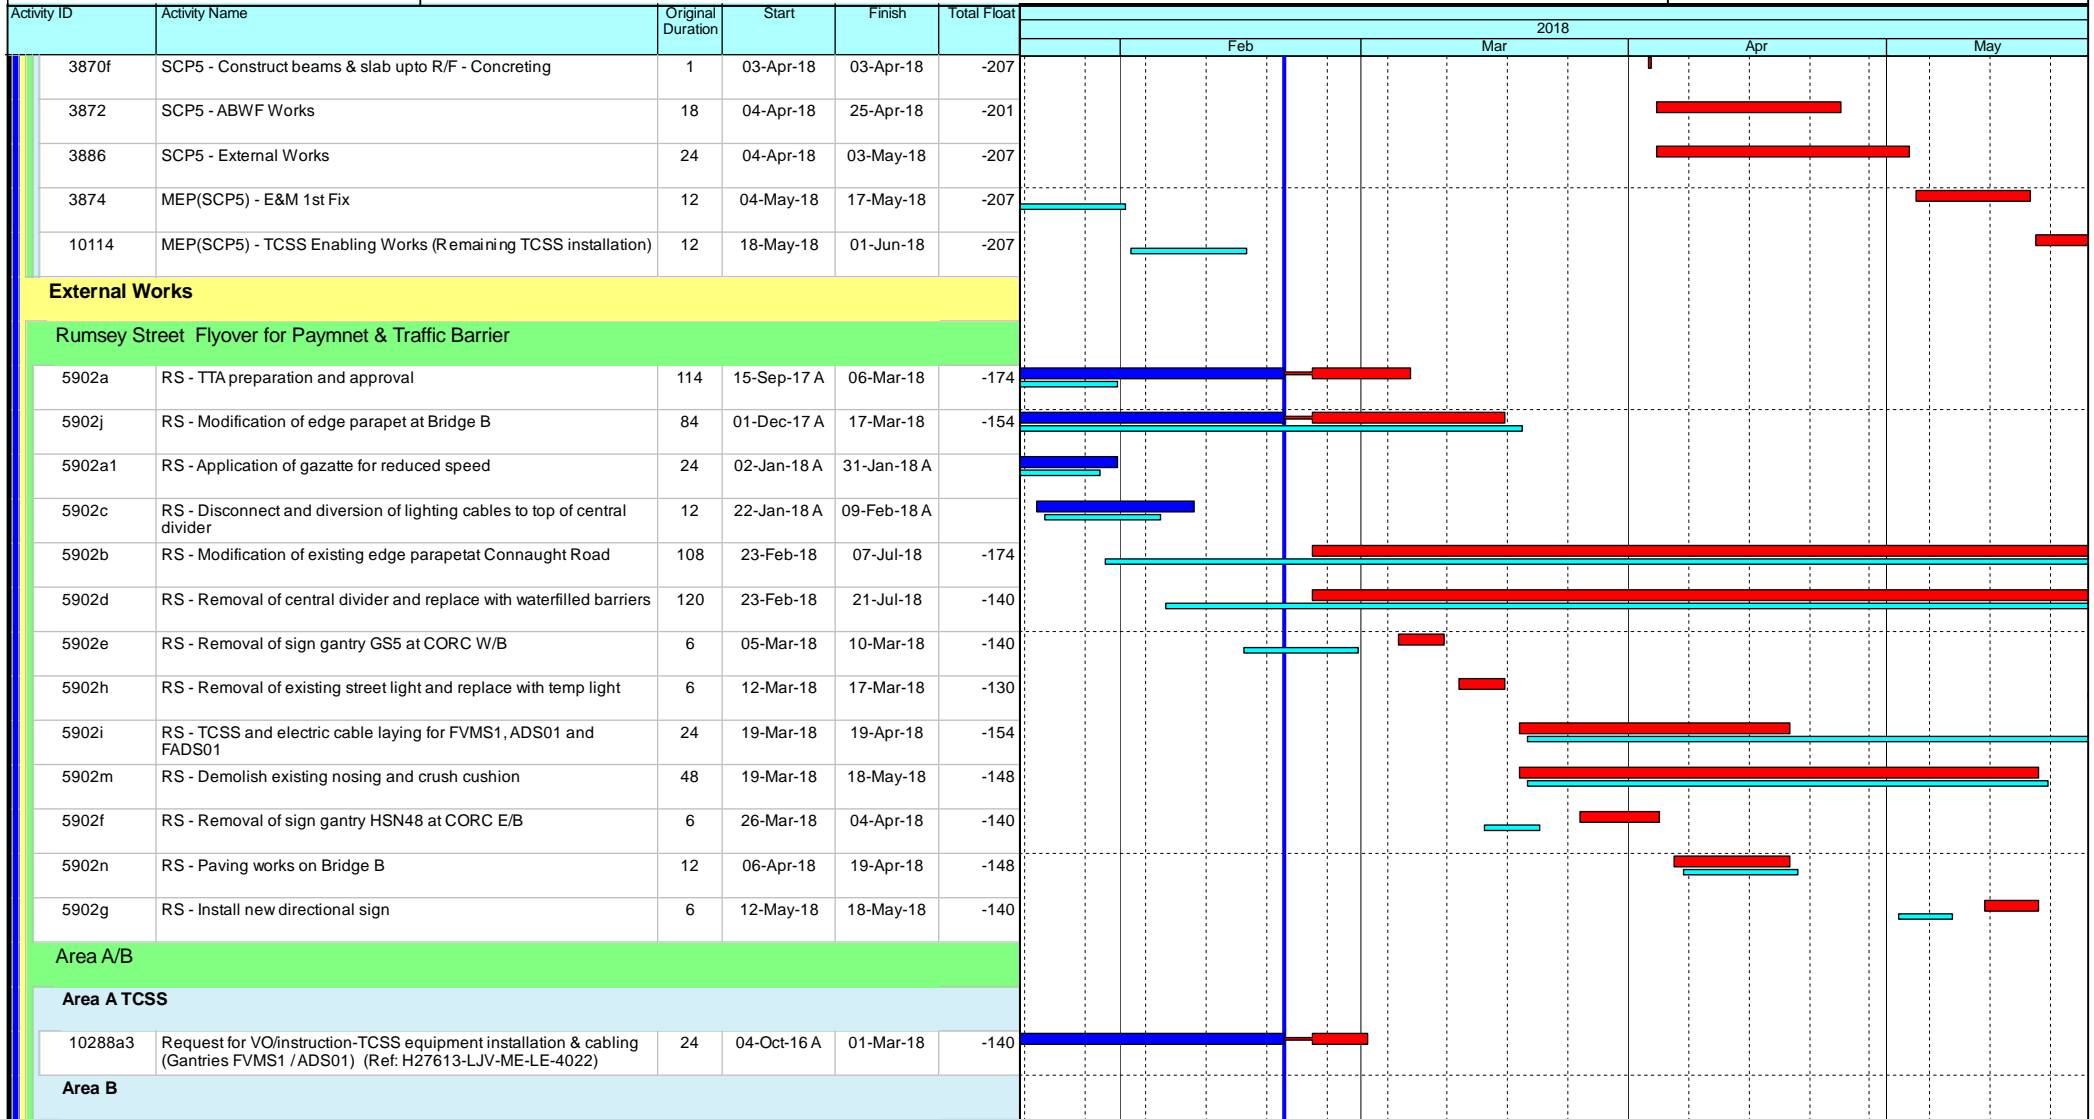 Activity ID Activity Name Original Duration Start Finish Total Float
2018
Feb Mar Apr May
3870f SCP5 - Construct beams & slab upto R/F - Concreting 1 03-Apr-18 03-Apr-18 -207
3872 SCP5 - ABWF Works 18 04-Apr-18 25-Apr-18 -201
3886 SCP5 - External Works 24 04-Apr-18 03-May-18 -207
3874 MEP(SCP5) - E&M 1st Fix 12 04-May-18 17-May-18 -207
10114 MEP(SCP5) - TCSS Enabling Works (Remaining TCSS installation) 12 18-May-18 01-Jun-18 -207
External Works
Rumsey Street Flyover for Paymnet & Traffic Barrier
5902a RS - TTA preparation and approval 114 15-Sep-17 A 06-Mar-18 -174
5902j RS - Modification of edge parapet at Bridge B 84 01-Dec-17 A 17-Mar-18 -154
5902a1 RS - Application of gazatte for reduced speed 24 02-Jan-18 A 31-Jan-18 A
5902c RS - Disconnect and diversion of lighting cables to top of central 12 22-Jan-18 A 09-Feb-18 A
divider
5902b RS - Modification of existing edge parapetat Connaught Road 108 23-Feb-18 07-Jul-18 -174
5902d RS - Removal of central divider and replace with waterfilled barriers 120 23-Feb-18 21-Jul-18 -140
5902e RS - Removal of sign gantry GS5 at CORC W/B 6 05-Mar-18 10-Mar-18 -140
5902h RS - Removal of existing street light and replace with temp light 6 12-Mar-18 17-Mar-18 -130
5902i RS - TCSS and electric cable laying for FVMS1, ADS01 and 24 19-Mar-18 19-Apr-18 -154
FADS01
5902m RS - Demolish existing nosing and crush cushion 48 19-Mar-18 18-May-18 -148
5902f RS - Removal of sign gantry HSN48 at CORC E/B 6 26-Mar-18 04-Apr-18 -140
5902n RS - Paving works on Bridge B 12 06-Apr-18 19-Apr-18 -148
5902g RS - Install new directional sign 6 12-May-18 18-May-18 -140
Area A/B
Area A TCSS
10288a3 Request for VO/instruction-TCSS equipment installation & cabling 24 04-Oct-16 A 01-Mar-18 -140
(Gantries FVMS1 / ADS01) (Ref: H27613-LJV-ME-LE-4022)
Area B